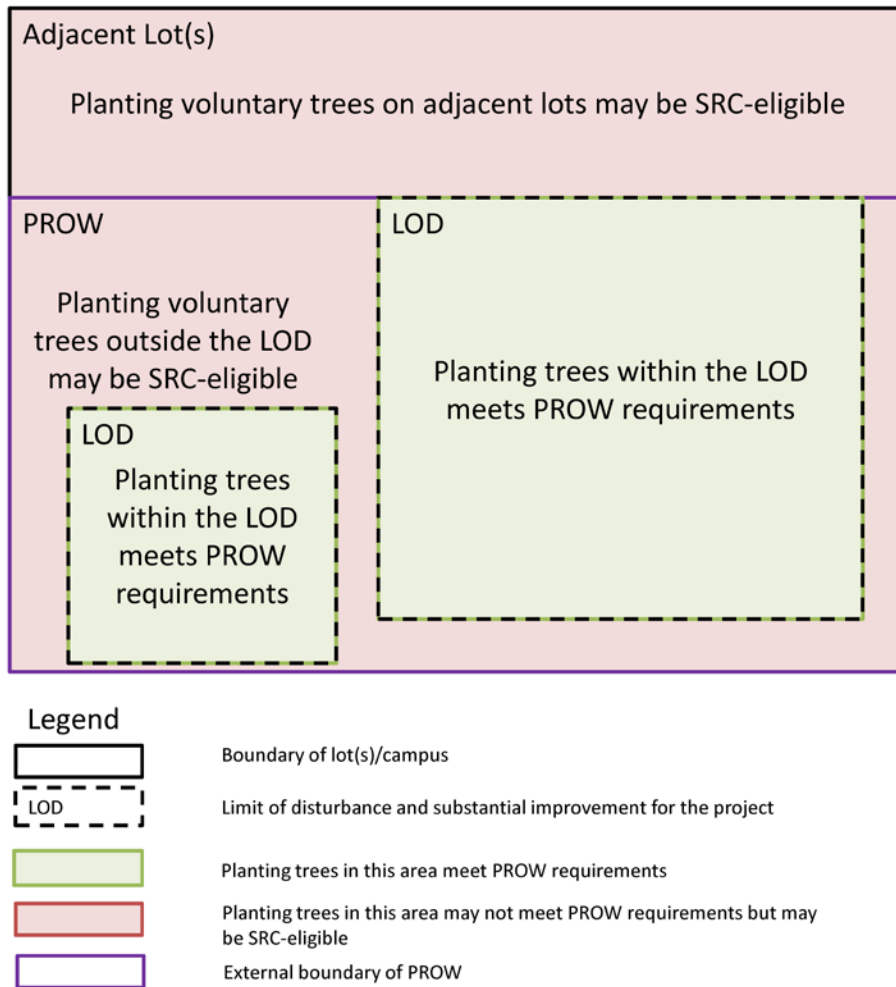 Adjacent Lot(s)
Planting voluntary trees on adjacent lots may be SRC-eligible
PROW
Planting voluntary
trees outside the LOD
may be SRC-eligible
LOD
Planting trees
within the LOD
meets PROW
requirements
LOD
Planting trees within the LOD
meets PROW requirements
Legend
Boundary of lot(s)/campus
LOD
Limit of disturbance and substantial improvement for the project
Planting trees in this area meet PROW requirements
Planting trees in this area may not meet PROW requirements but may
be SRC-eligible
External boundary of PROW